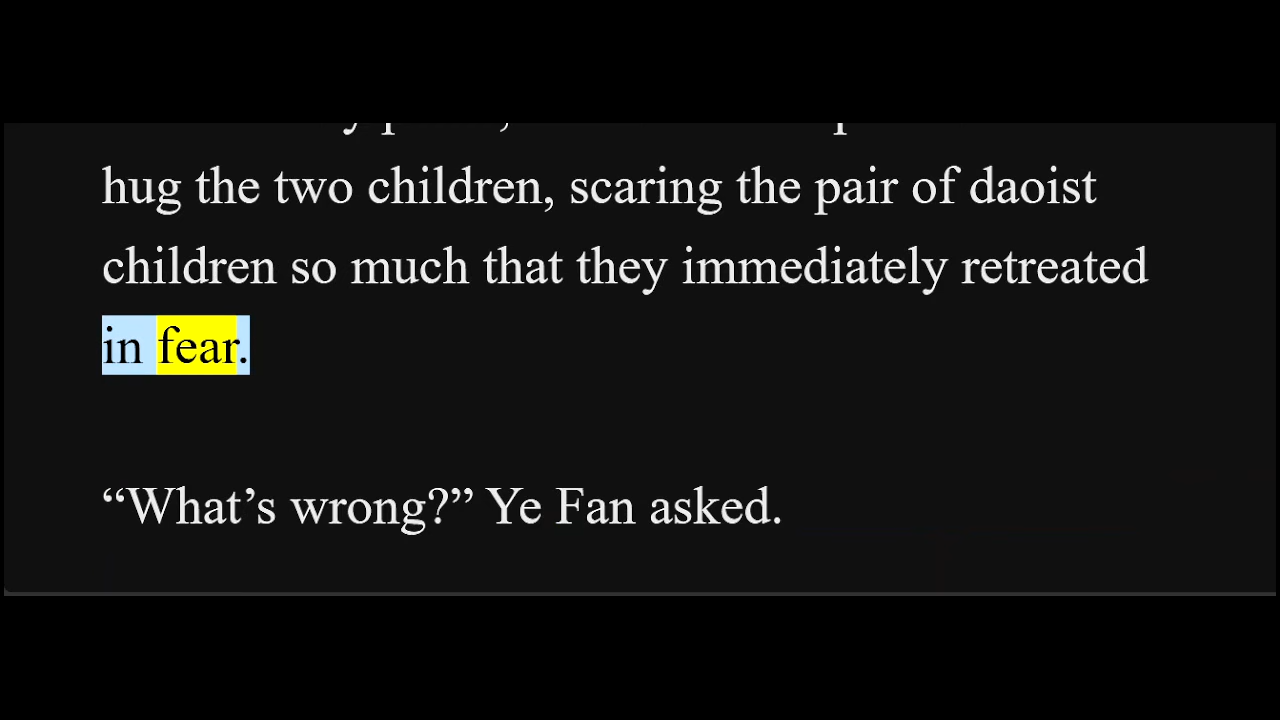 hug the two children, scaring the pair of daoist
children so much that they immediately retreated
in fear.
“What’s wrong?” Ye Fan asked.